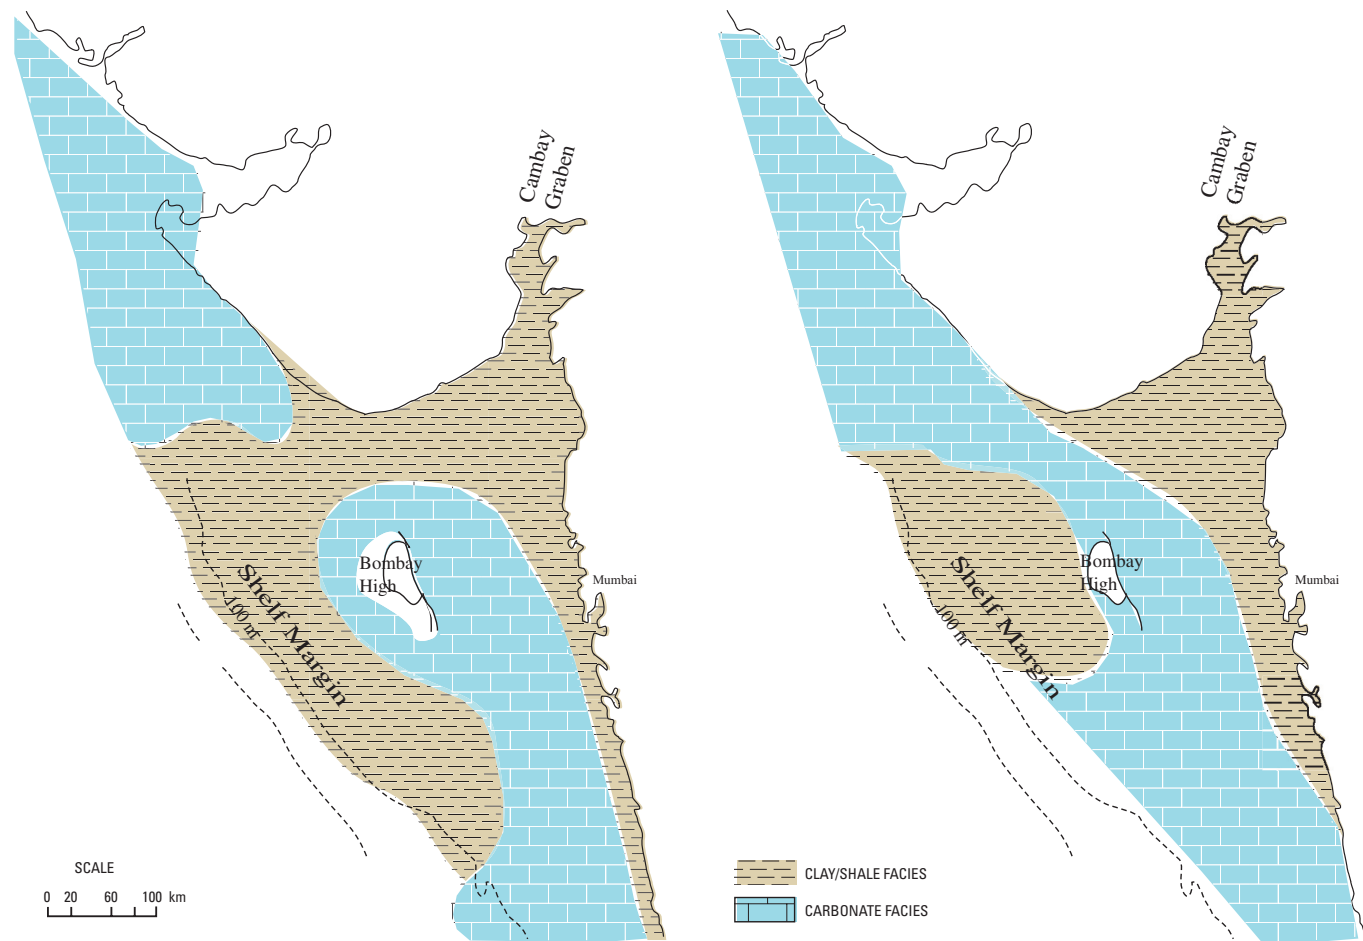 Cambay
Graben
Bombay
High
Mumbai
Shelf Margin
100 m
SCALE
0 20 60 100 km
Cambay
Graben
Bombay
High
Mumbai
Shelf Margin
100 m
CLAY/SHALE FACIES
CARBONATE FACIES